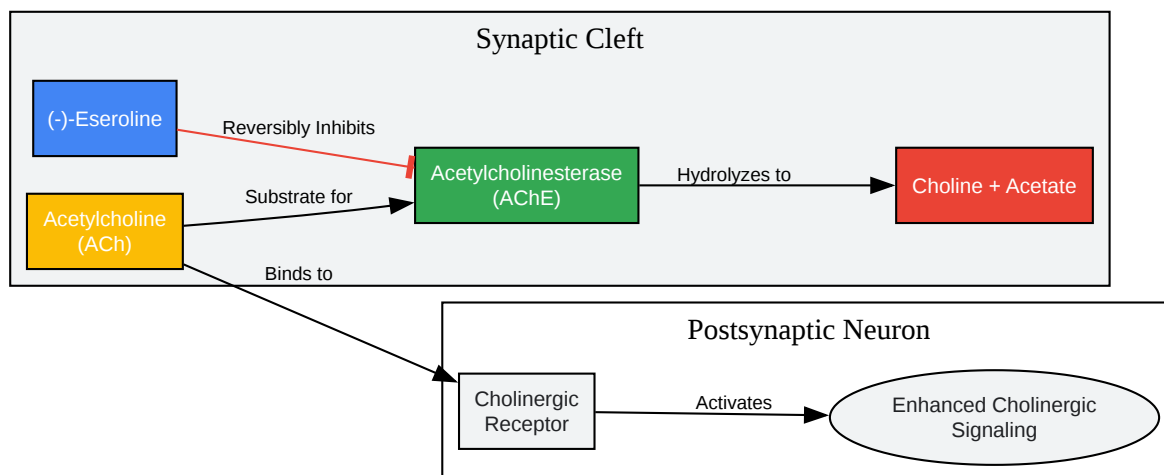 Synaptic Cleft
(-)-Eseroline
Reversibly Inhibits
Acetylcholinesterase
(AChE)
Hydrolyzes to
Choline + Acetate
Substrate for
Acetylcholine
(ACh)
Binds to
Postsynaptic Neuron
Cholinergic
Receptor
Activates
Enhanced Cholinergic
Signaling